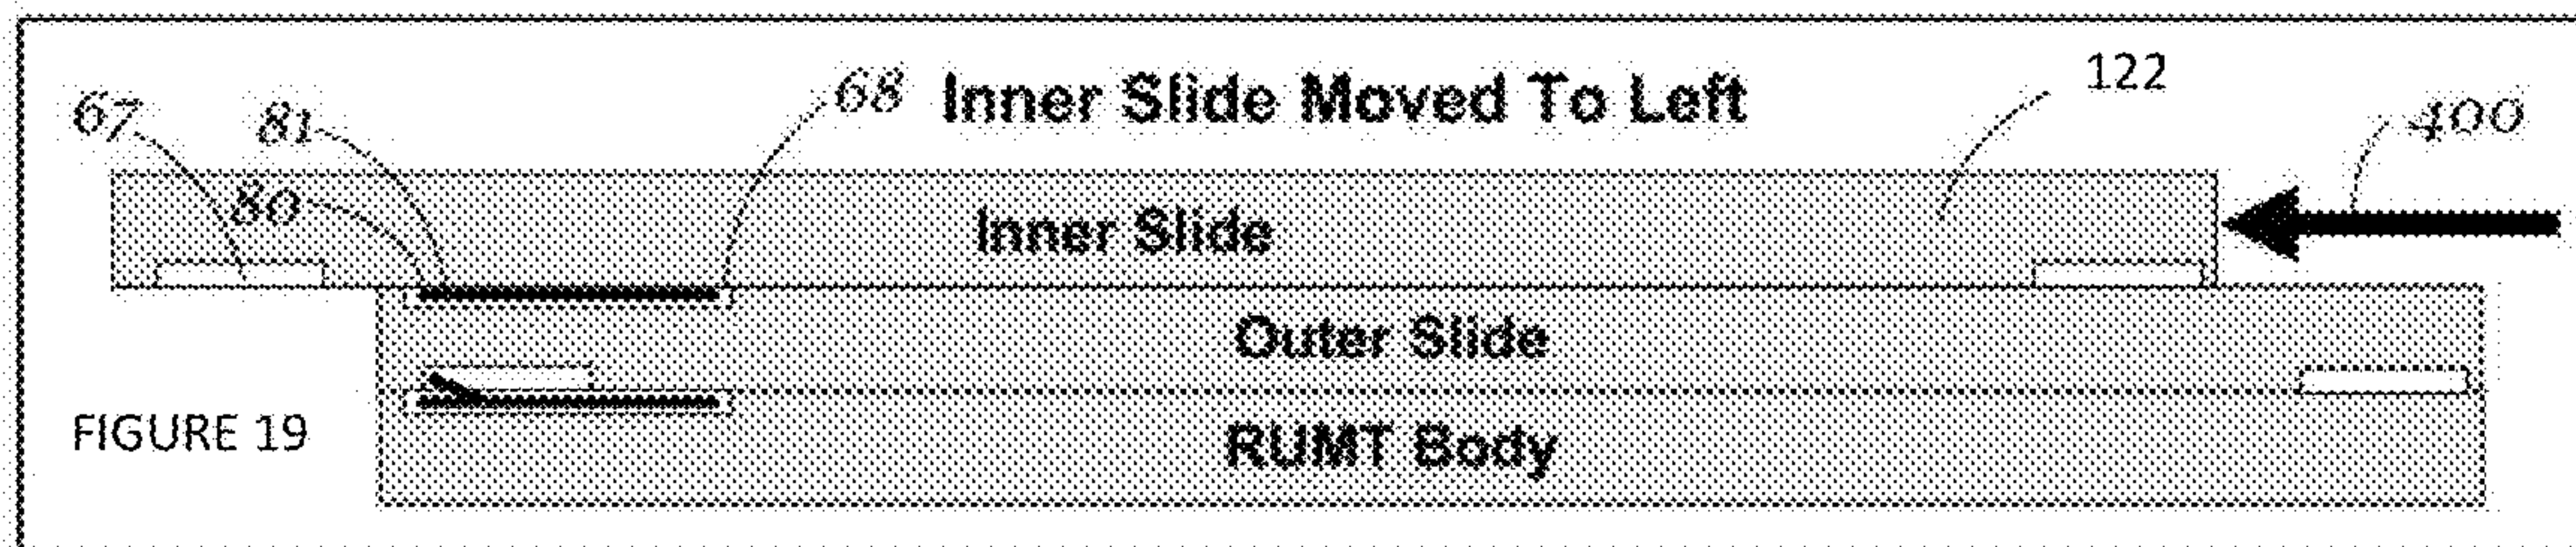 67 81 68 Inner Slide Moved To Left 122 400
80 Inner Slide
Outer Slide
FIGURE 19 RUMT Body